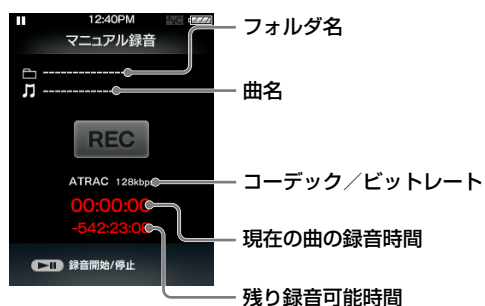 12:40PM
マニュアル録音
REC
ATRAC 128kbps
00:00:00
-542:23:00
録音開始/停止
フォルダ名
曲名
コーデック／ビットレート
現在の曲の録音時間
残り録音可能時間